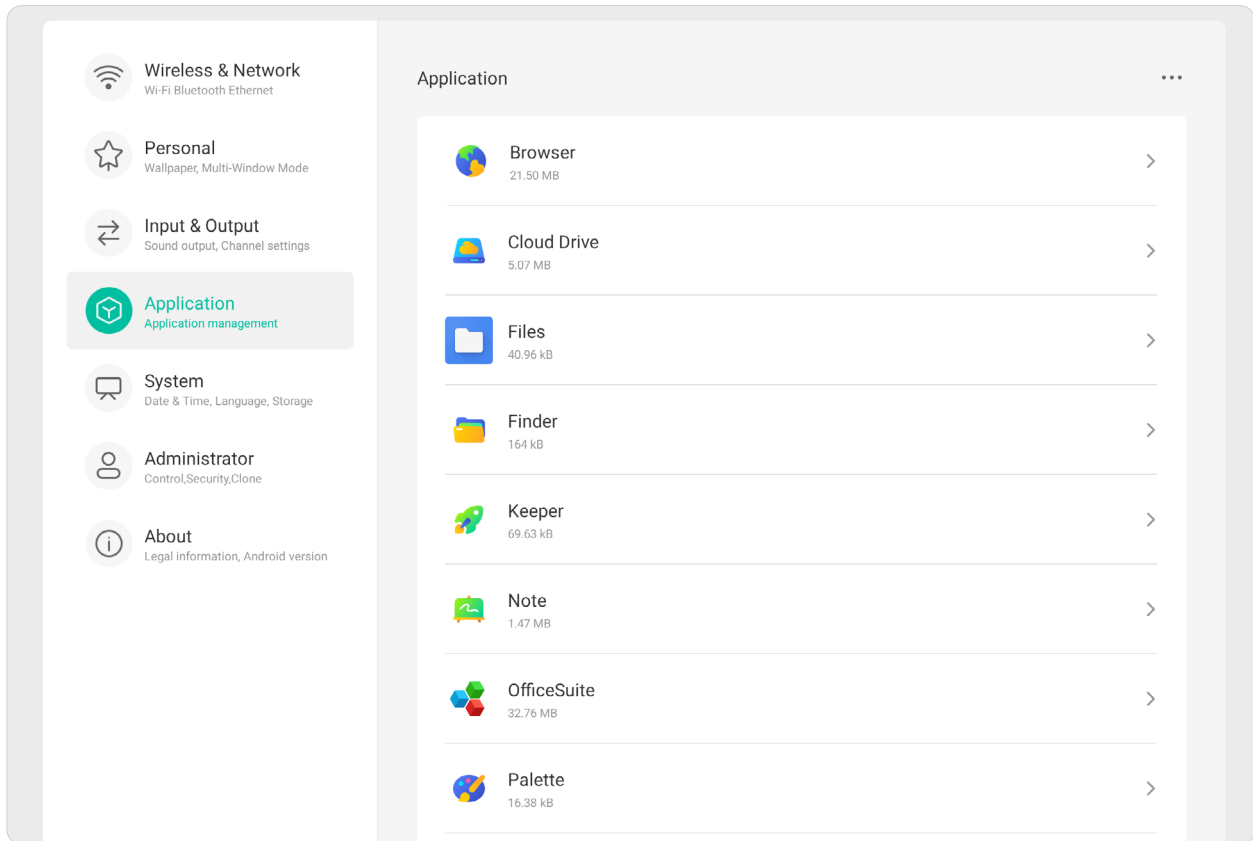 Wireless & Network
Wi-Fi Bluetooth Ethernet
Personal
Wallpaper, Multi-Window Mode
Input & Output
Sound output, Channel settings
Application
Application management
System
Date & Time, Language, Storage
Administrator
Control,Security,Clone
About
Legal information, Android version
Application
Browser
21.50 MB
Cloud Drive
5.07 MB
Files
40.96 kB
Finder
164 kB
Keeper
69.63 kB
Note
1.47 MB
OfficeSuite
32.76 MB
Palette
16.38 kB